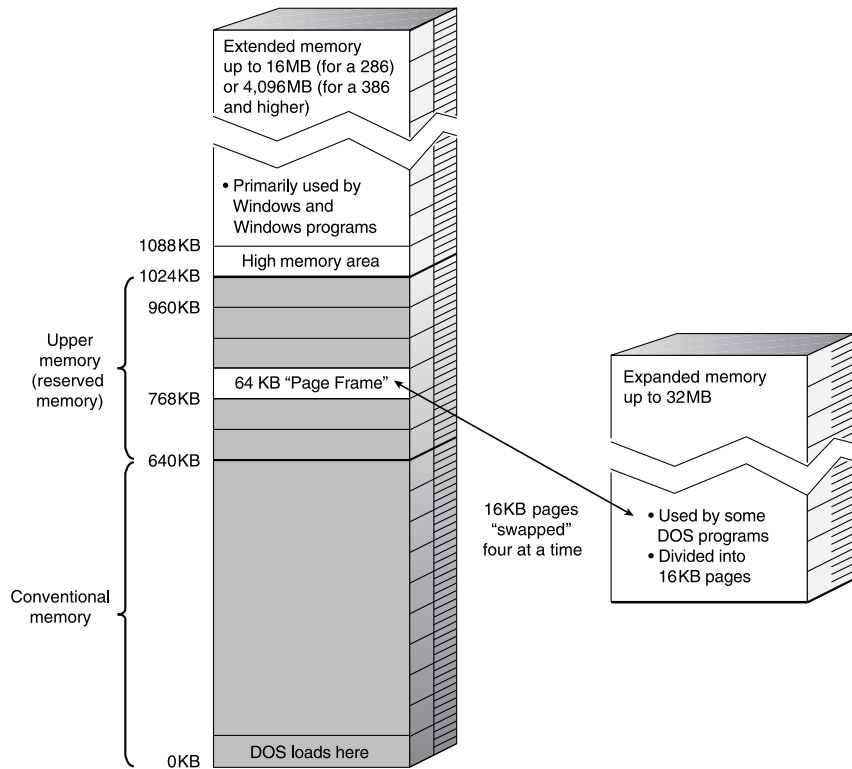 Extended memory
up to 16MB (for a 286)
or 4,096MB (for a 386
and higher)
• Primarily used by
Windows and
Windows programs
1088KB
High memory area
1024KB
960KB
Upper
memory
(reserved
memory)
64 KB “Page Frame”
768KB
640KB
Expanded memory
up to 32MB
16KB pages
“swapped”
four at a time
• Used by some
DOS programs
• Divided into
16KB pages
Conventional
memory
DOS loads here
0KB